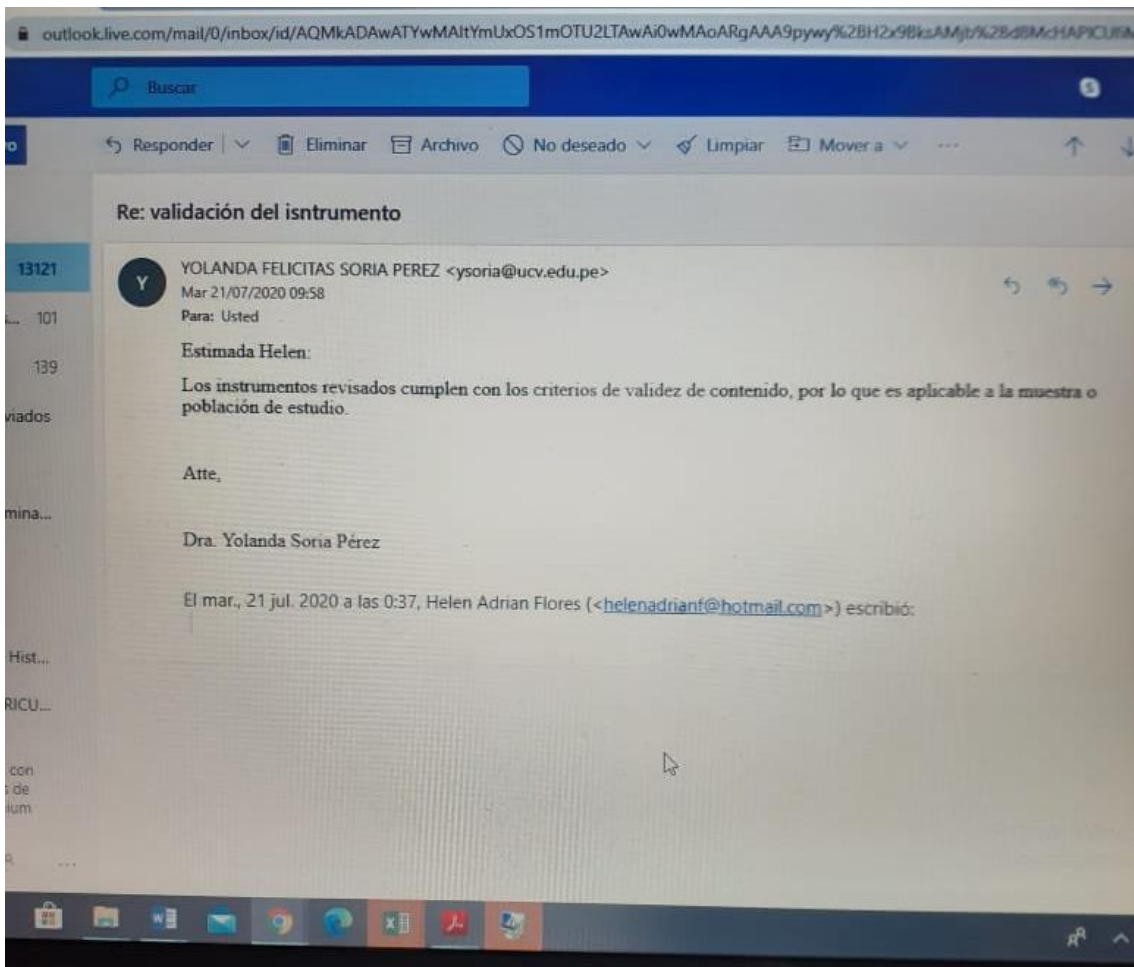 outlook.live.com/mail/0/inbox/id/AQMkADAwATYwMAItYmUxOS1mOTU2LTAwAi0wMAoARgAAA9pywy%2BH2x9BksAMjb%2BdBMcHAPICUI6M
Buscar
Responder Eliminar Archivo No deseado Limpiar Mover a ...
Re: validación del isntrumento
13121
... 101
139
viados
mina...
Hist...
RICU...
con
de
ium
...
Y
YOLANDA FELICITAS SORIA PEREZ <ysoria@ucv.edu.pe>
Mar 21/07/2020 09:58
Para: Usted
Estimada Helen:
Los instrumentos revisados cumplen con los criterios de validez de contenido, por lo que es aplicable a la muestra o
población de estudio.
Atte,
Dra. Yolanda Soria Pérez
El mar., 21 jul. 2020 a las 0:37, Helen Adrian Flores (<helenadrianf@hotmail.com>) escribió: